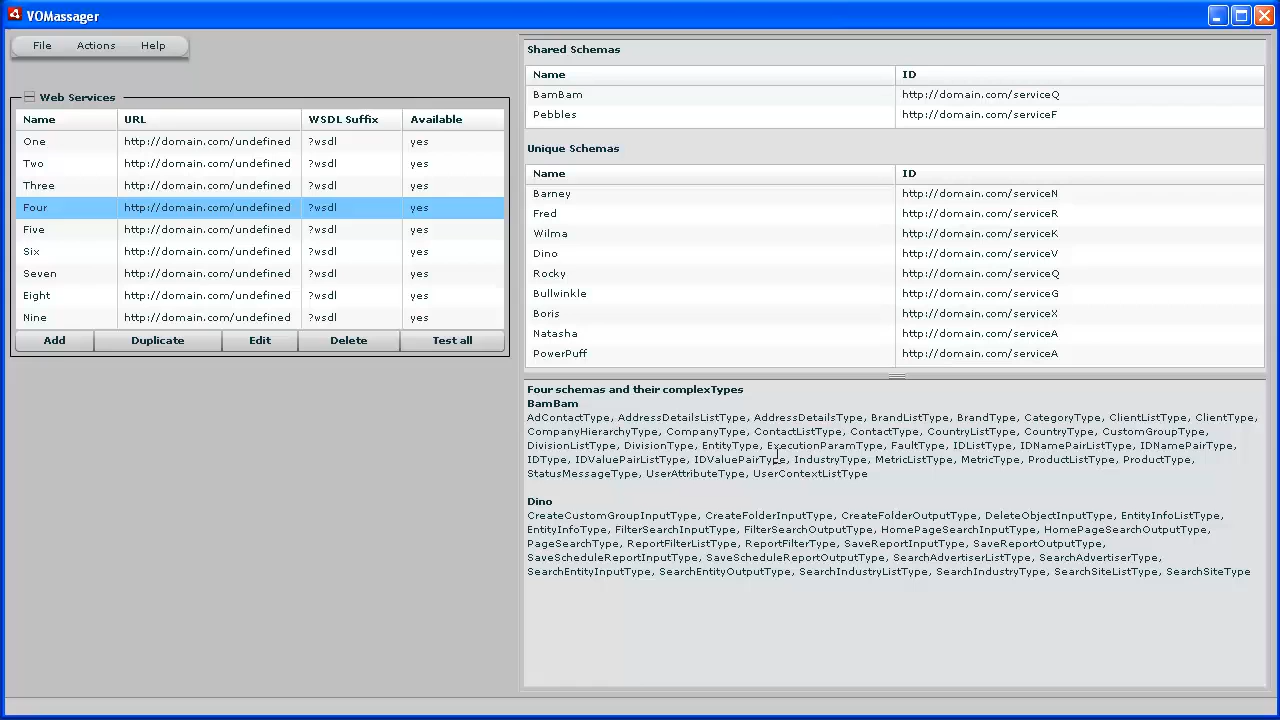 VOMassager
File Actions Help
Web Services
Name URL WSDL Suffix Available
One http://domain.com/undefined ?wsdl yes
Two http://domain.com/undefined ?wsdl yes
Three http://domain.com/undefined ?wsdl yes
Four http://domain.com/undefined ?wsdl yes
Five http://domain.com/undefined ?wsdl yes
Six http://domain.com/undefined ?wsdl yes
Seven http://domain.com/undefined ?wsdl yes
Eight http://domain.com/undefined ?wsdl yes
Nine http://domain.com/undefined ?wsdl yes
Add Duplicate Edit Delete Test all
Shared Schemas
Name ID
BamBam http://domain.com/serviceQ
Pebbles http://domain.com/serviceF
Unique Schemas
Name ID
Barney http://domain.com/serviceN
Fred http://domain.com/serviceR
Wilma http://domain.com/serviceK
Dino http://domain.com/serviceV
Rocky http://domain.com/serviceQ
Bullwinkle http://domain.com/serviceG
Boris http://domain.com/serviceX
Natasha http://domain.com/serviceA
PowerPuff http://domain.com/serviceA
Four schemas and their complexTypes
BamBam
AdContactType, AddressDetailsListType, AddressDetailsType, BrandListType, BrandType, CategoryType, ClientListType, ClientType,
CompanyHierarchyType, CompanyType, ContactListType, ContactType, CountryListType, CountryType, CustomGroupType,
DivisionListType, DivisionType, EntityType, ExecutionParamType, FaultType, IDListType, IDNamePairListType, IDNamePairType,
IDType, IDValuePairListType, IDValuePairType, IndustryType, MetricListType, MetricType, ProductListType, ProductType,
StatusMessageType, UserAttributeType, UserContextListType
Dino
CreateCustomGroupInputType, CreateFolderInputType, CreateFolderOutputType, DeleteObjectInputType, EntityInfoListType,
EntityInfoType, FilterSearchInputType, FilterSearchOutputType, HomePageSearchInputType, HomePageSearchOutputType,
PageSearchType, ReportFilterListType, ReportFilterType, SaveReportInputType, SaveReportOutputType,
SaveScheduleReportInputType, SaveScheduleReportOutputType, SearchAdvertiserListType, SearchAdvertiserType,
SearchEntityInputType, SearchEntityOutputType, SearchIndustryListType, SearchIndustryType, SearchSiteListType, SearchSiteType